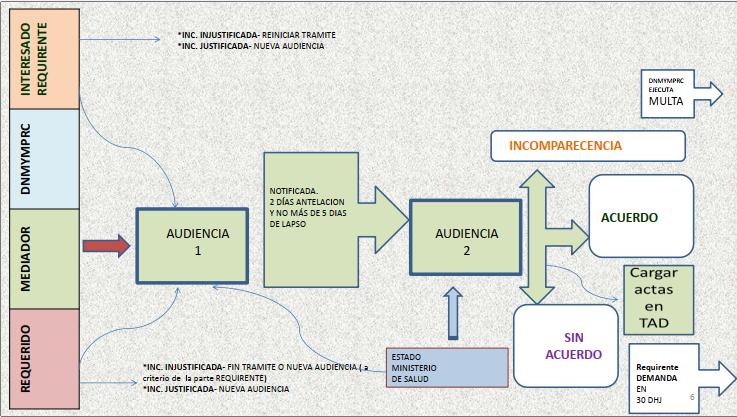 INTERESADO
REQUIRENTE
DNMYMPRC
MEDIADOR
REQUERIDO
*INC. INJUSTIFICADA- REINICIAR TRAMITE
*INC. JUSTIFICADA- NUEVA AUDIENCIA
DNMYMPRC
EJECUTA
MULTA
INCOMPARECENCIA
NOTIFICADA.
2 DÍAS ANTELACION
Y NO MÁS DE 5 DIAS
DE LAPSO
AUDIENCIA
1
AUDIENCIA
2
ACUERDO
Cargar
actas
en
TAD
SIN
ACUERDO
ESTADO
MINISTERIO
DE SALUD
*INC. INJUSTIFICADA- FIN TRAMITE O NUEVA AUDIENCIA ( a
criterio de la parte REQUIRENTE)
*INC. JUSTIFICADA- NUEVA AUDIENCIA
Requirente
DEMANDA
EN
30 DHJ
6